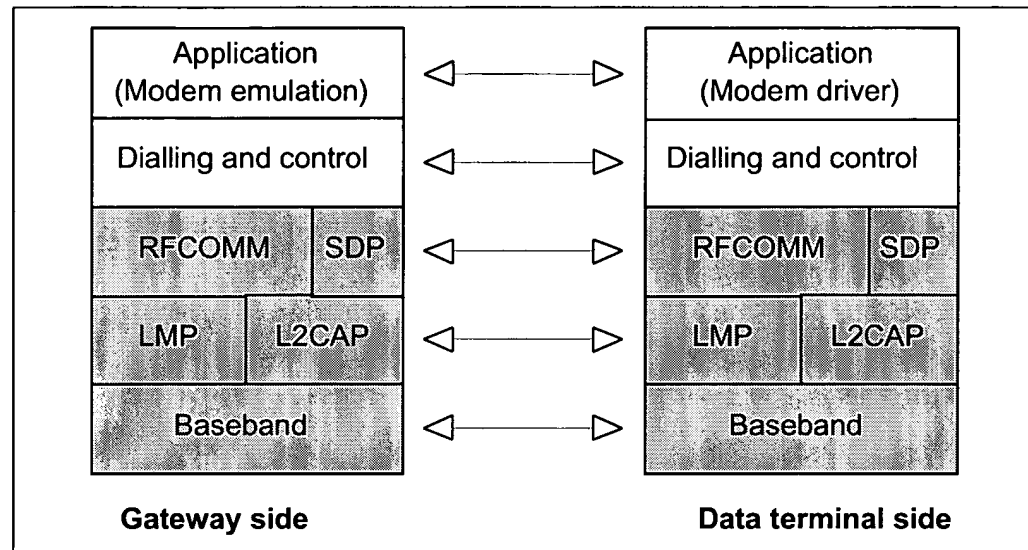 Application
(Modem emulation)
Application
(Modem driver)
Dialling and control
Dialling and control
RFCOMM SDP
RFCOMM SDP
LMP L2CAP
LMP L2CAP
Baseband
Baseband
Gateway side
Data terminal side